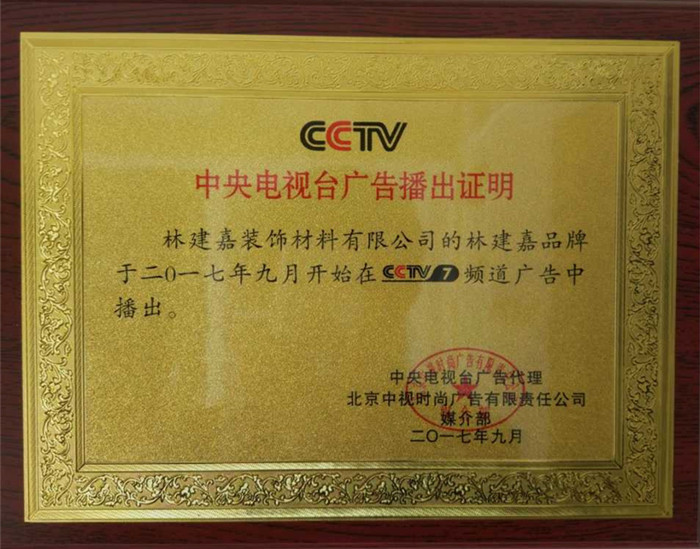 CCTV
中央电视台广告播出证明
林建嘉装饰材料有限公司的林建嘉品牌
于二〇一七年九月开始在CCTV 7频道广告中
播出。
中央电视台广告代理
北京中视时尚广告有限责任公司
媒介部
二〇一七年九月